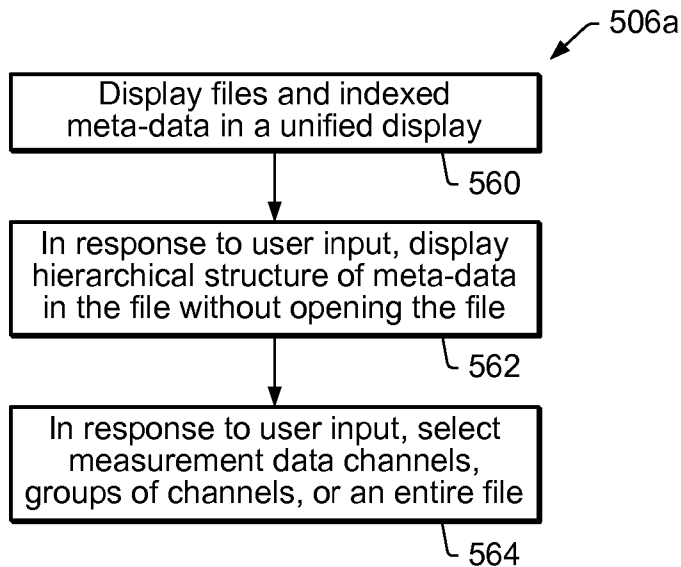 506a
Display files and indexed
meta-data in a unified display
560
In response to user input, display
hierarchical structure of meta-data
in the file without opening the file
562
In response to user input, select
measurement data channels,
groups of channels, or an entire file
564